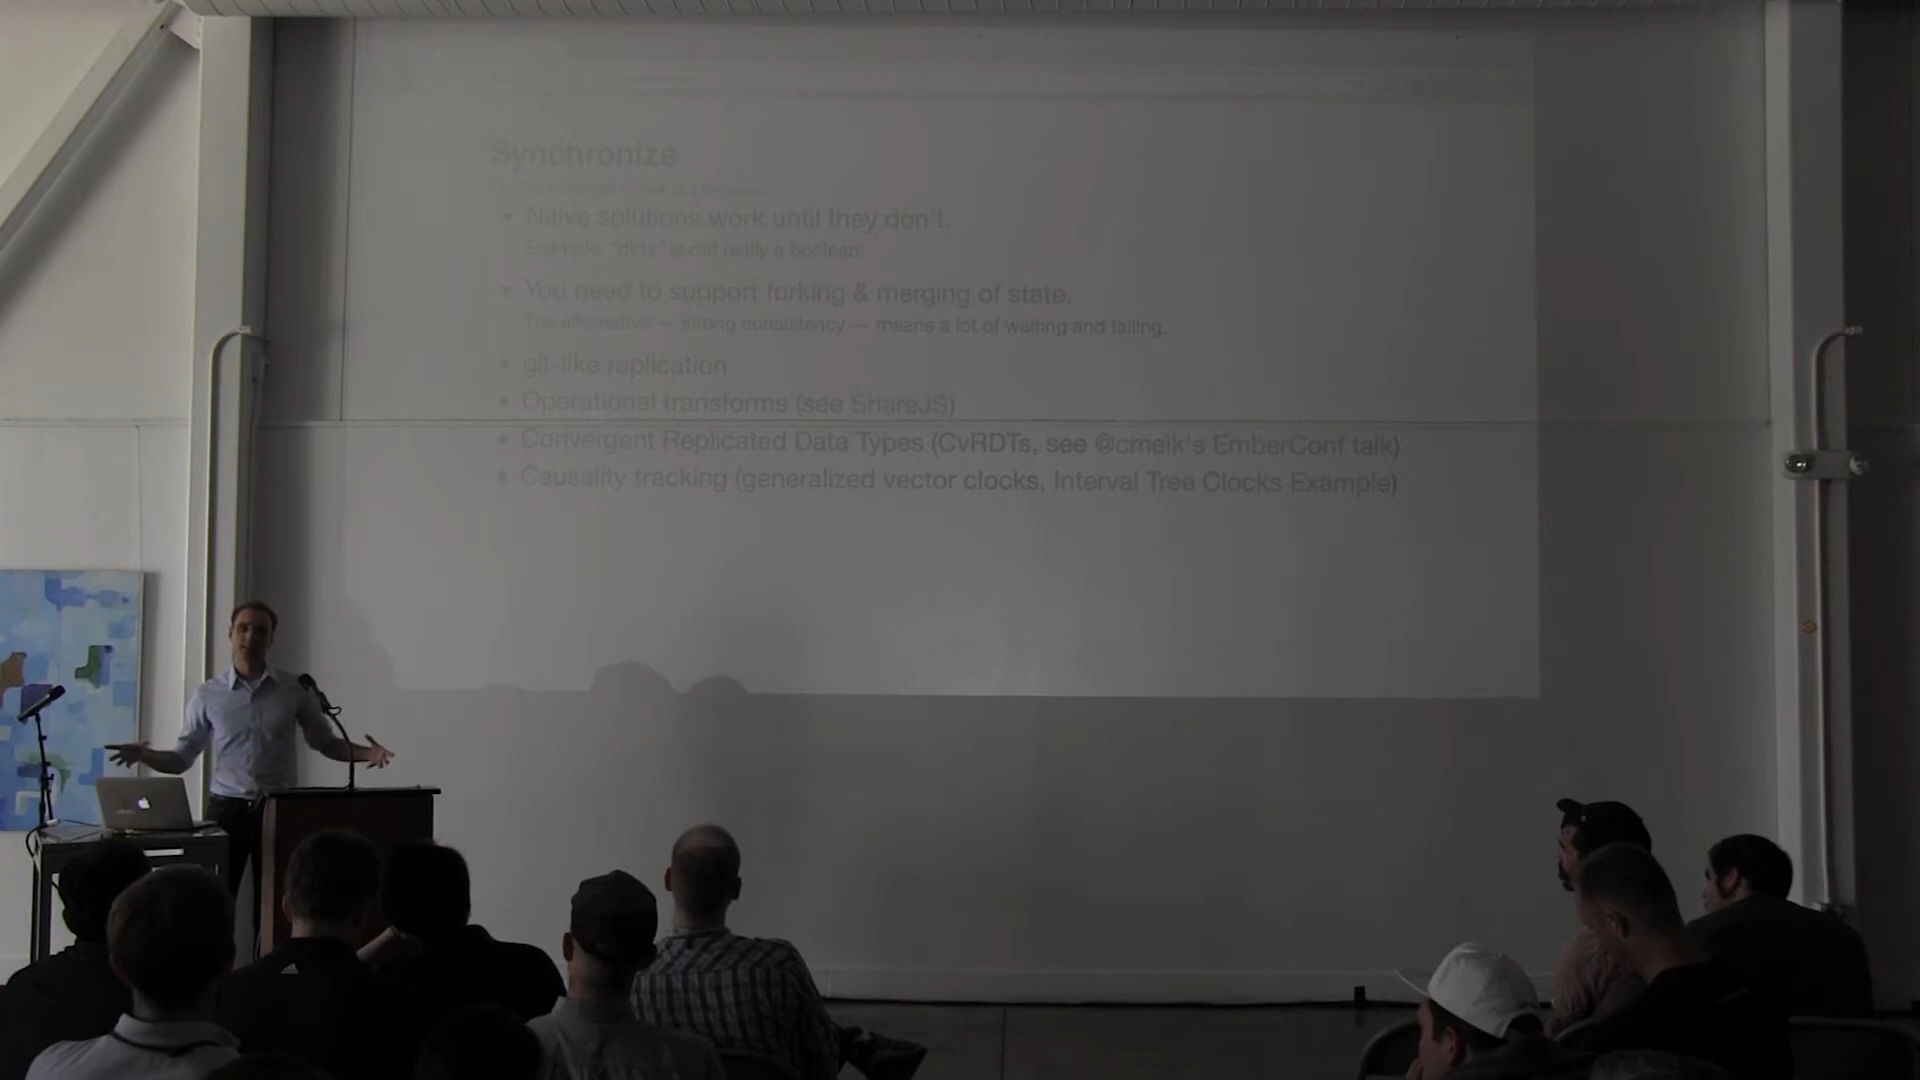 Synchronize
• Naive solutions work until they don't.
Example: "dirty" is not really a boolean.
• You need to support forking & merging of state.
The alternative — strong consistency — means a lot of waiting and failing.
• git-like replication
• Operational transforms (see ShareJS)
• Convergent Replicated Data Types (CvRDTs, see @cmeik's EmberConf talk)
• Causality tracking (generalized vector clocks, Interval Tree Clocks Example)